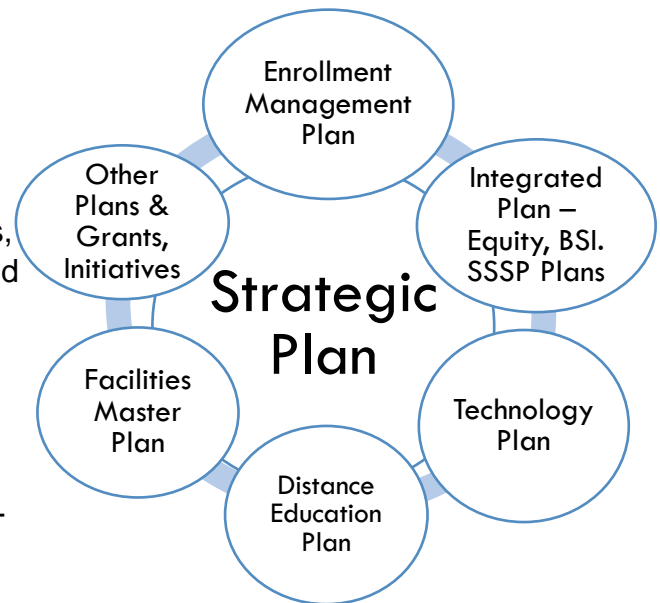 Enrollment
Management
Plan
Integrated
Plan –
Equity, BSI.
SSSP Plans
Technology
Plan
Distance
Education
Plan
Facilities
Master
Plan
Other
Plans &
Grants,
Initiatives
Strategic
Plan